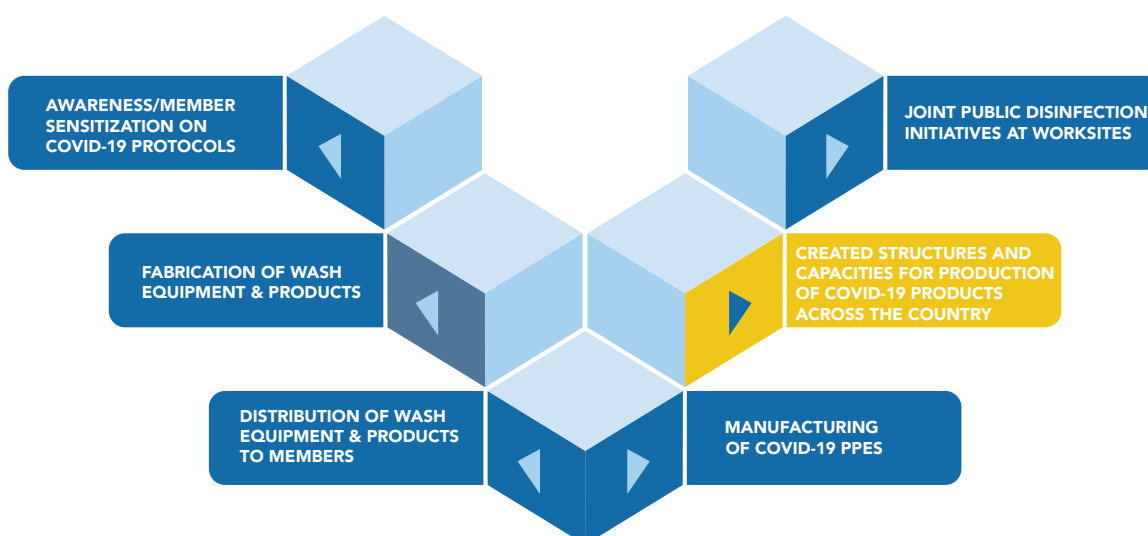 AWARENESS/MEMBER
SENSITIZATION ON
COVID-19 PROTOCOLS
JOINT PUBLIC DISINFECTION
INITIATIVES AT WORKSITES
FABRICATION OF WASH
EQUIPMENT & PRODUCTS
CREATED STRUCTURES AND
CAPACITIES FOR PRODUCTION
OF COVID-19 PRODUCTS
ACROSS THE COUNTRY
DISTRIBUTION OF WASH
EQUIPMENT & PRODUCTS
TO MEMBERS
MANUFACTURING
OF COVID-19 PPES